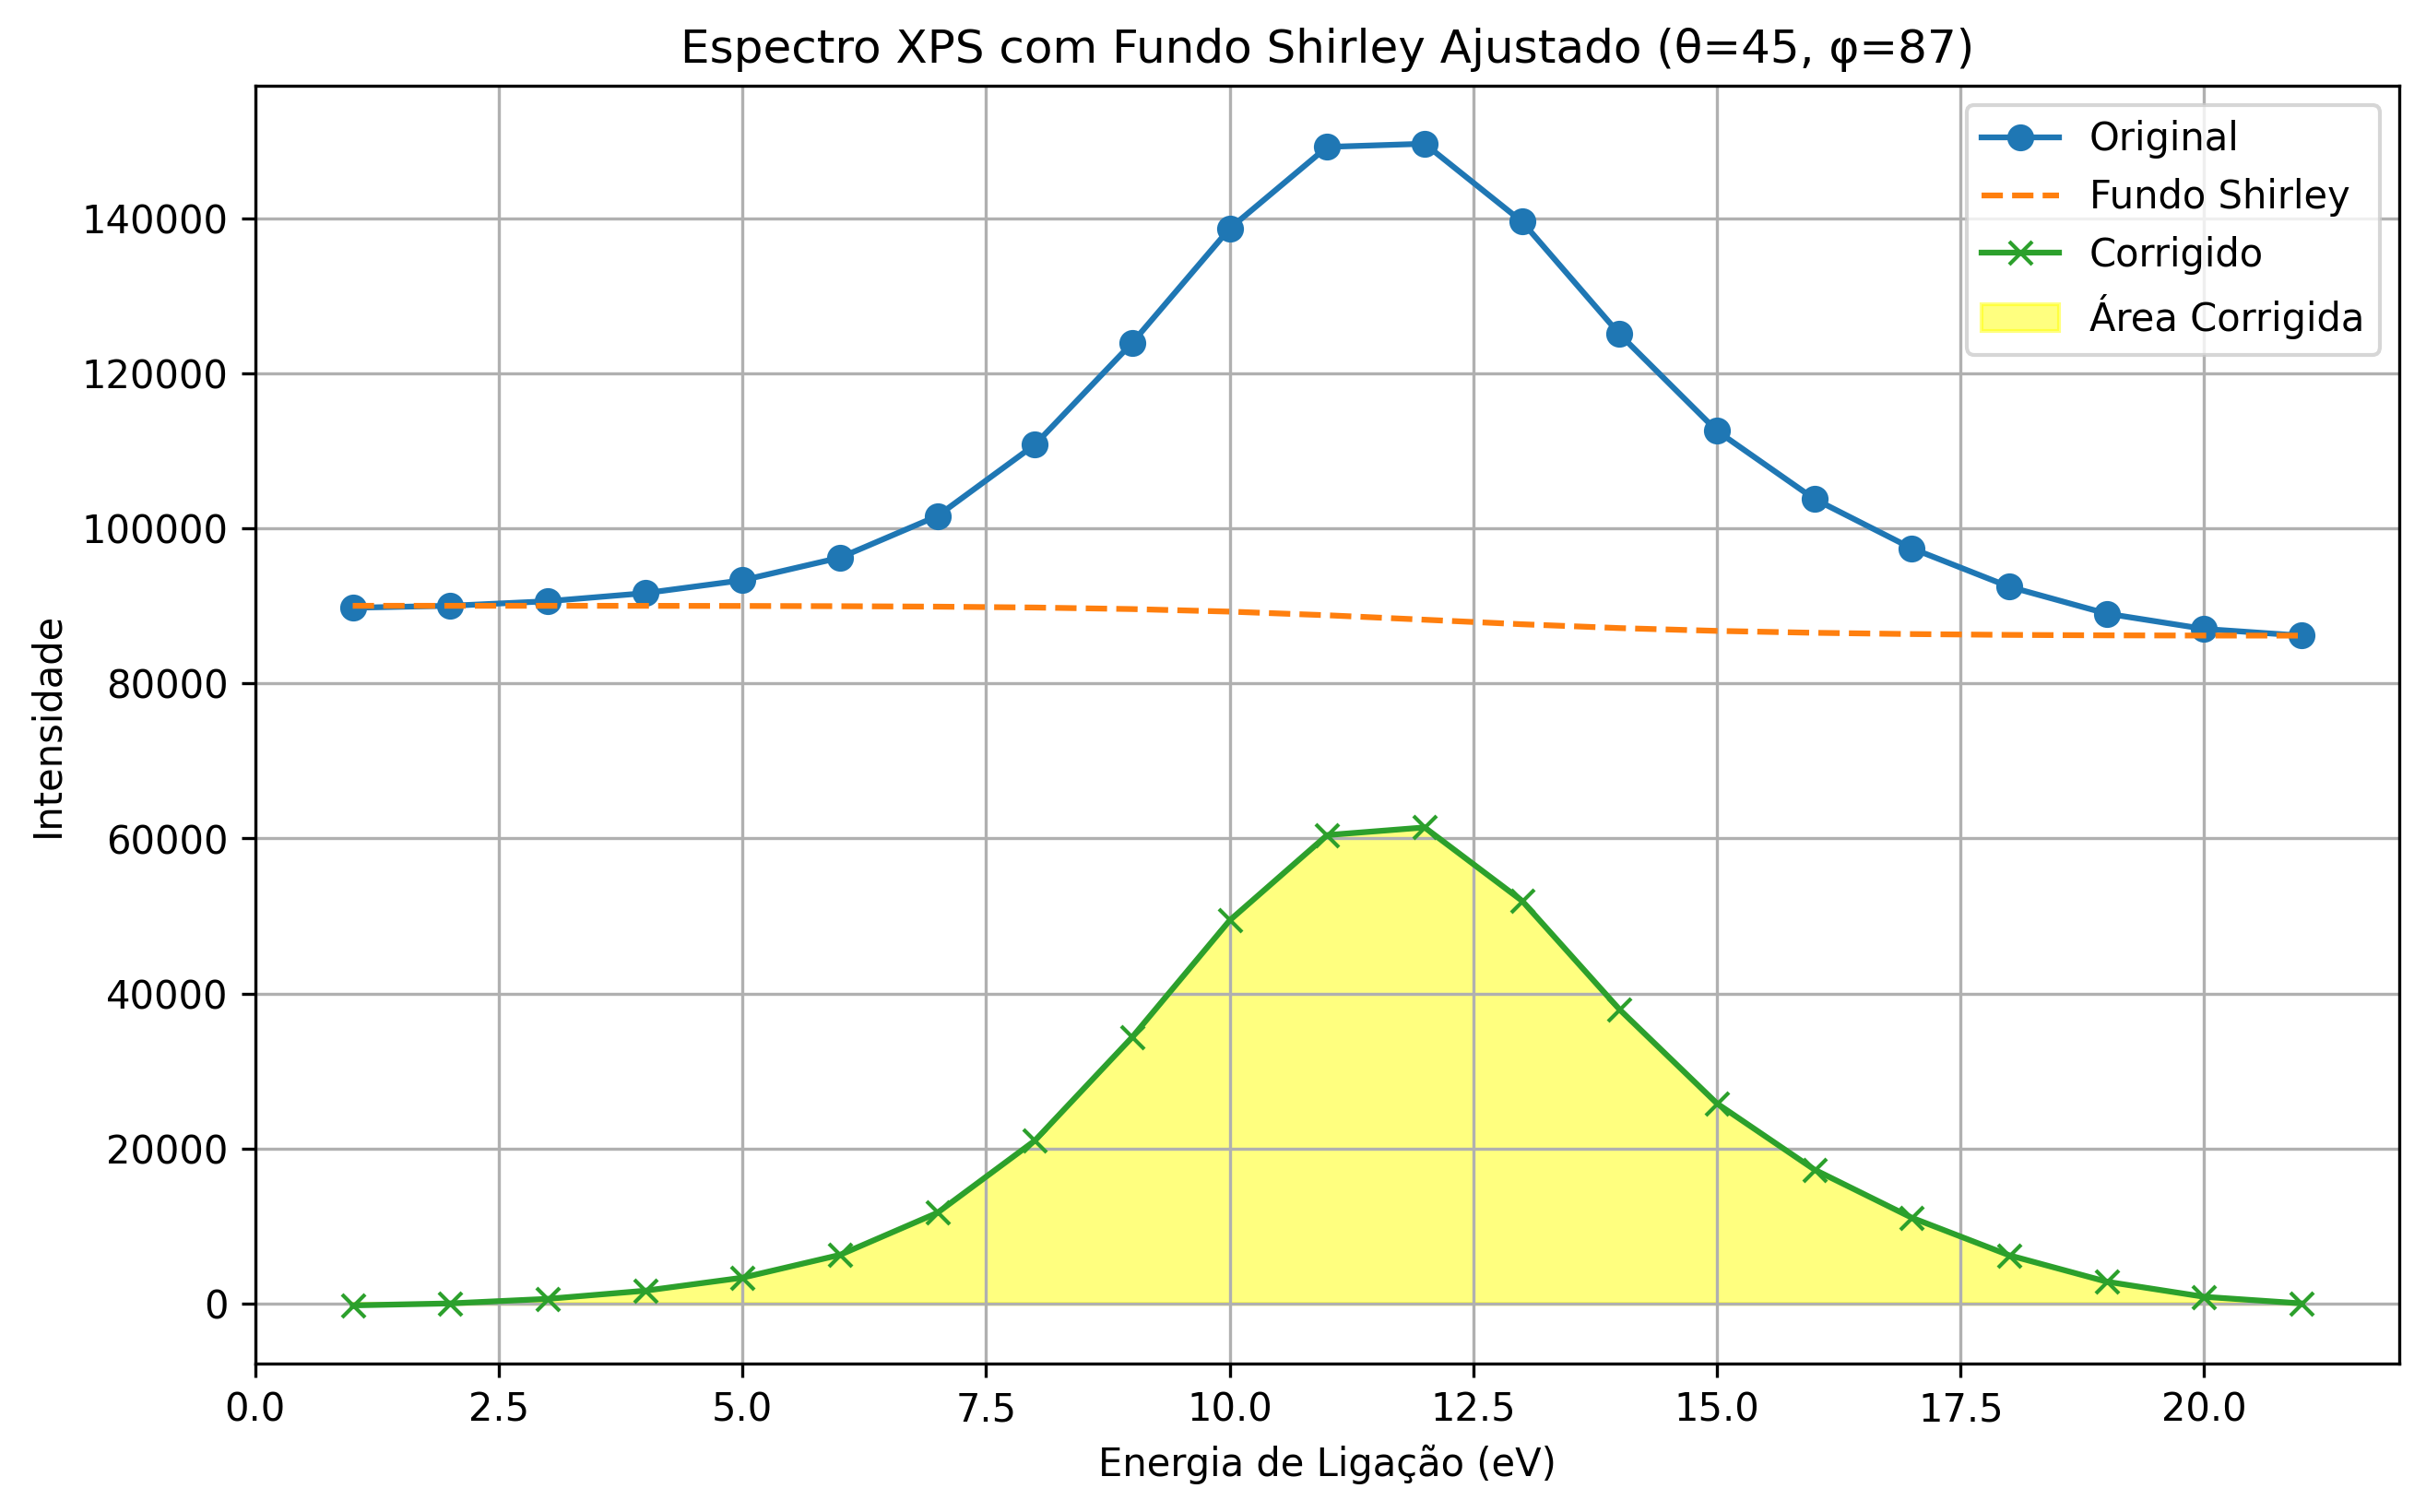 Espectro XPS com Fundo Shirley Ajustado (θ=45, φ=87)
Original
Fundo Shirley
Corrigido
Área Corrigida
Intensidade
140000
120000
100000
80000
60000
40000
20000
0
0.0 2.5 5.0 7.5 10.0 12.5 15.0 17.5 20.0
Energia de Ligação (eV)